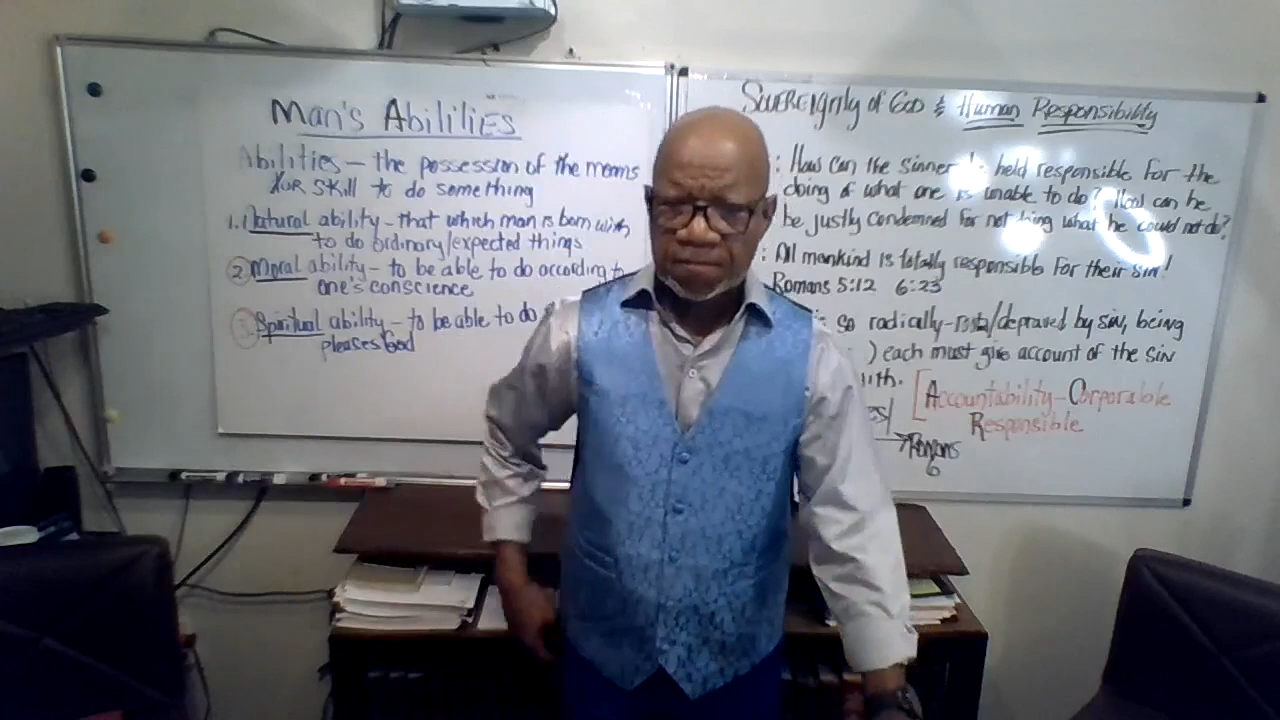 Man's Abilities
Abilities – the possession of the means
/or skill to do something
1. Natural ability – that which man is born with
to do ordinary/expected things
2 Moral ability – to be able to do according to
one's conscience
3 Spiritual ability – to be able to do
pleases God
Sovereignty of God & Human Responsibility
: How can the sinner held responsible for the
doing of what one is unable to do? How can he
be justly condemned for not doing what he could not do?
: All mankind is totally responsible for their sin!
Romans 5:12 6:23
so radically / depraved by sin, being
) each must give account of the sin
[Accountability – Corporable
Responsible
→ Romans
6